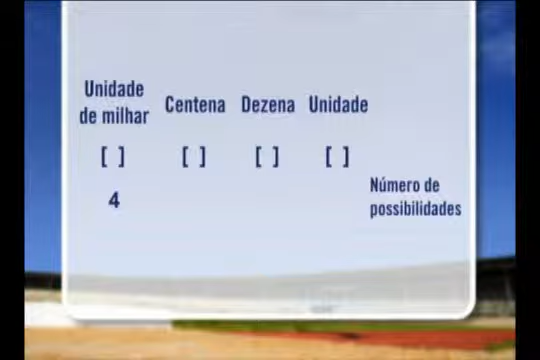 Unidade
de milhar
Centena
Dezena
Unidade
[ ] [ ] [ ] [ ]
4
Número de
possibilidades